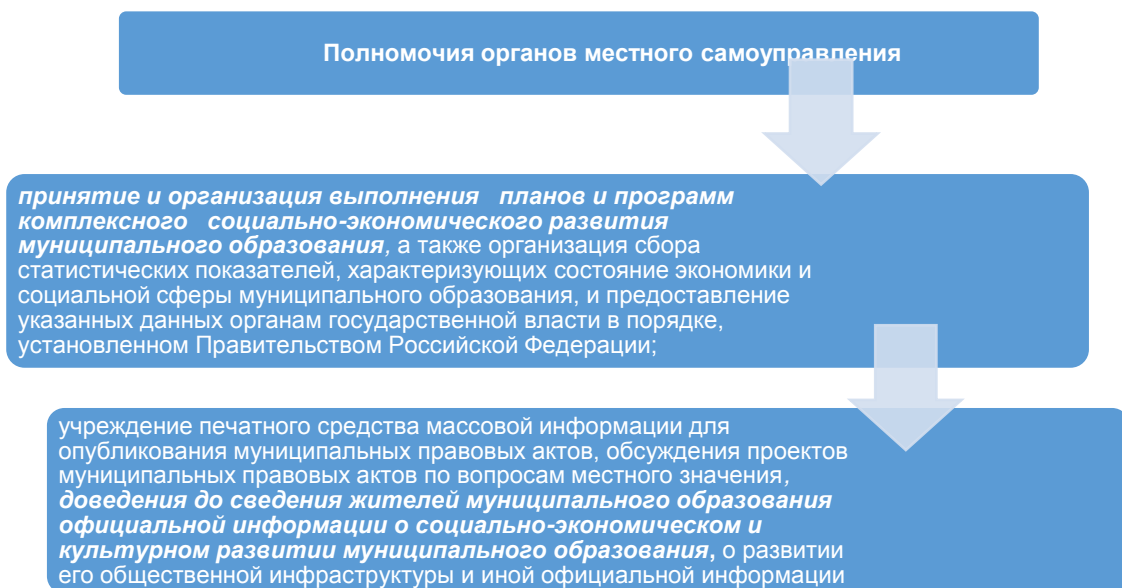 Полномочия органов местного самоуправления
принятие и организация выполнения планов и программ
комплексного социально-экономического развития
муниципального образования, а также организация сбора
статистических показателей, характеризующих состояние экономики и
социальной сферы муниципального образования, и предоставление
указанных данных органам государственной власти в порядке,
установленном Правительством Российской Федерации;
учреждение печатного средства массовой информации для
опубликования муниципальных правовых актов, обсуждения проектов
муниципальных правовых актов по вопросам местного значения,
доведения до сведения жителей муниципального образования
официальной информации о социально-экономическом и
культурном развитии муниципального образования, о развитии
его общественной инфраструктуры и иной официальной информации